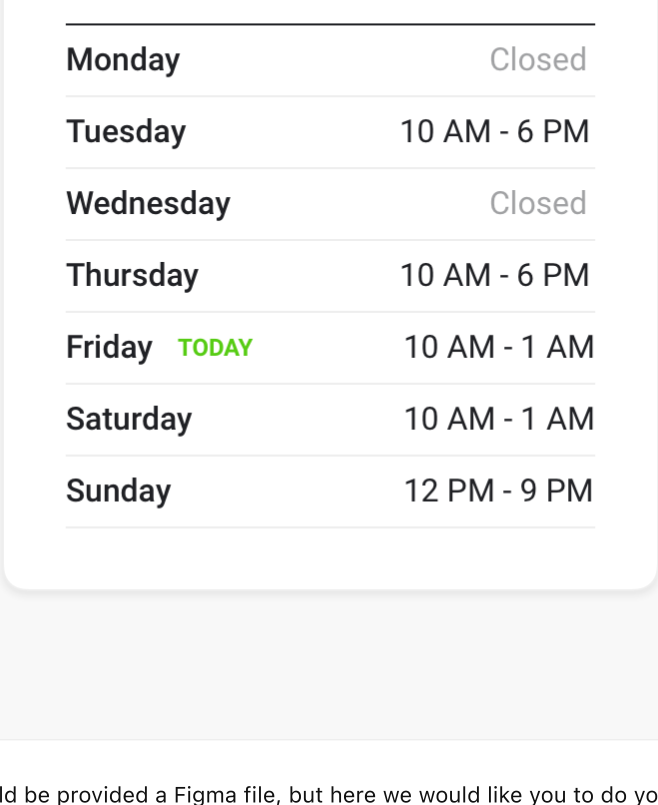 Monday Closed
Tuesday 10 AM - 6 PM
Wednesday Closed
Thursday 10 AM - 6 PM
Friday TODAY 10 AM - 1 AM
Saturday 10 AM - 1 AM
Sunday 12 PM - 9 PM
be provided a Figma file, but here we would like you to do